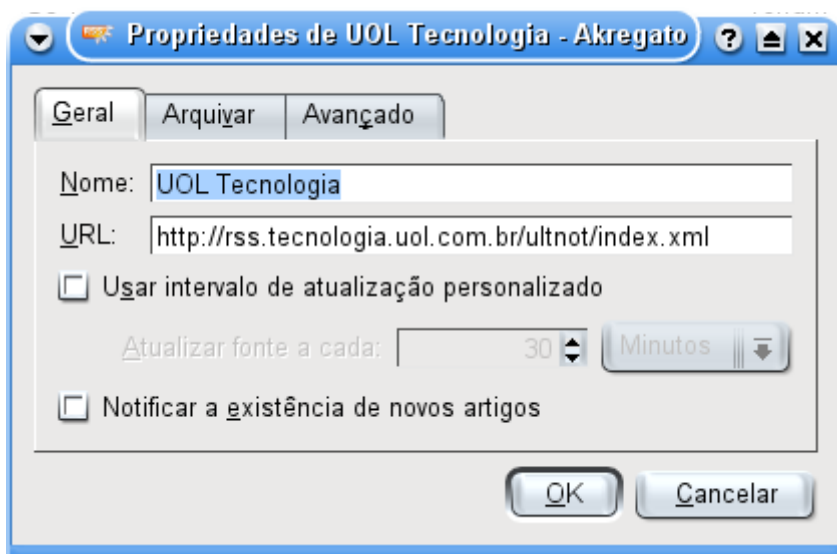 Propriedades de UOL Tecnologia - Akregato
Geral
Arquivar
Avançado
Nome: UOL Tecnologia
URL: http://rss.tecnologia.uol.com.br/ultnot/index.xml
Usar intervalo de atualização personalizado
Atualizar fonte a cada: 30 Minutos
Notificar a existência de novos artigos
OK
Cancelar